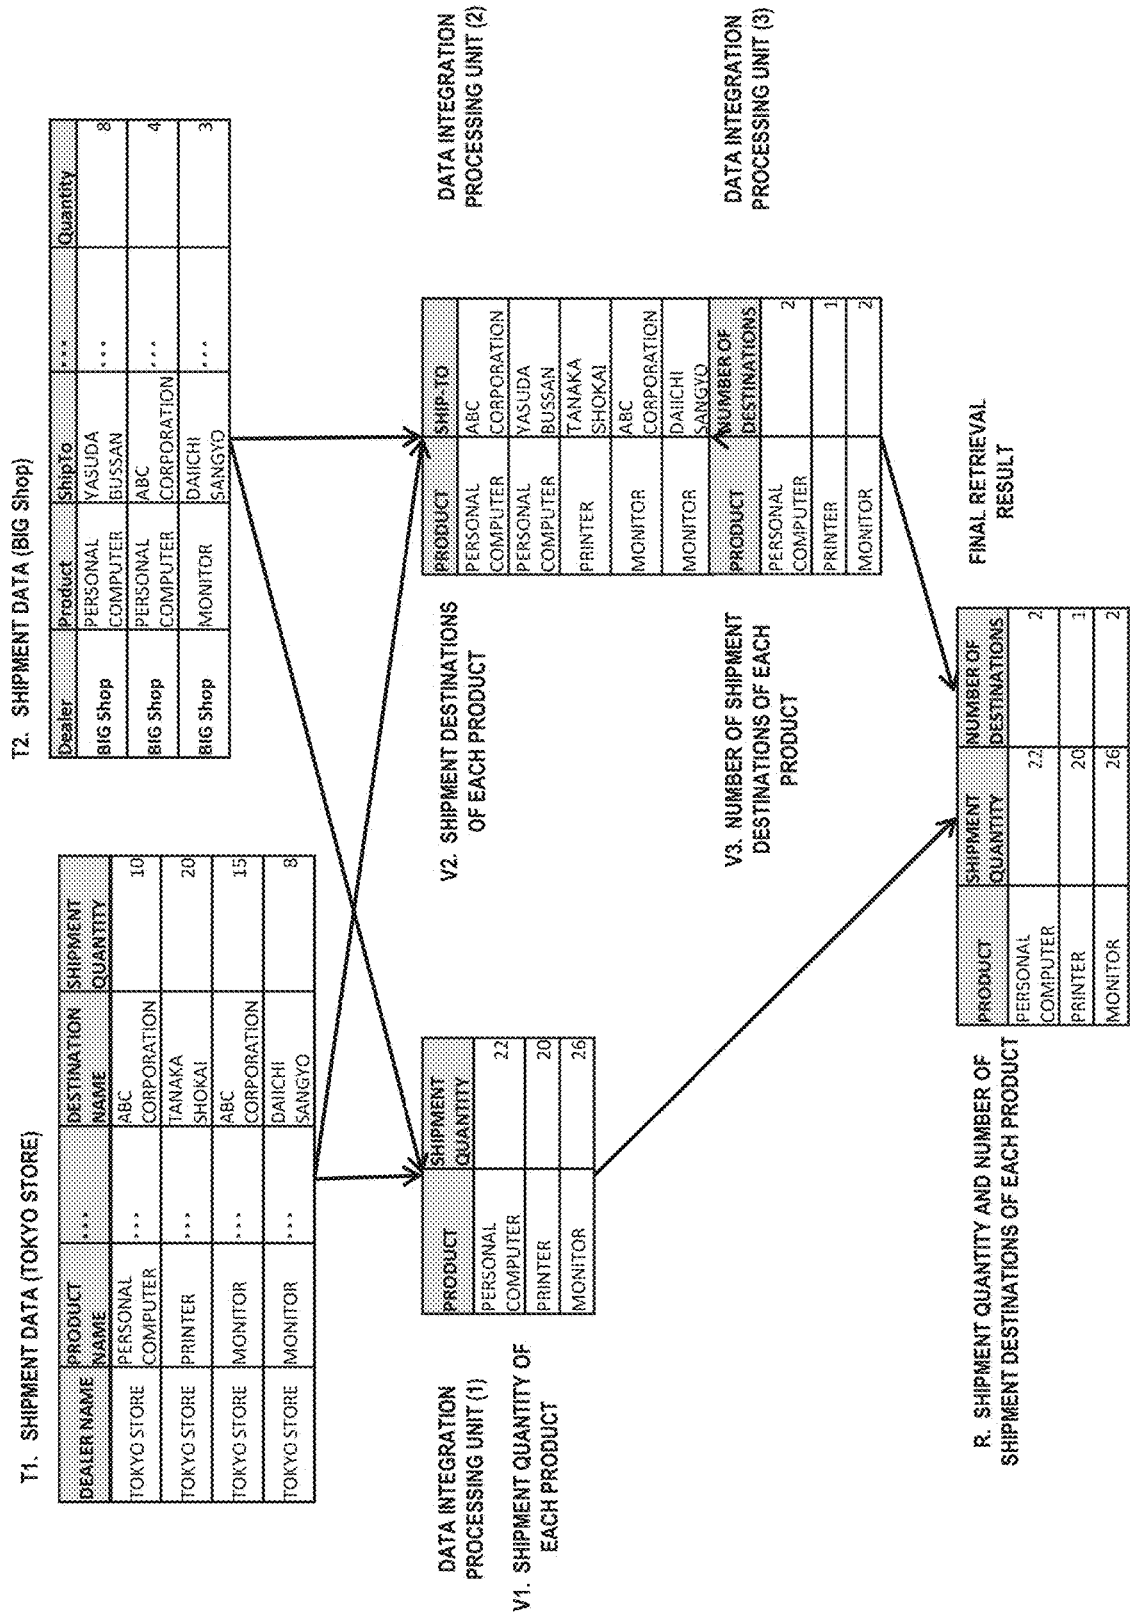 T1. SHIPMENT DATA (TOKYO STORE)
DEALER NAME PRODUCT NAME ... DESTINATION NAME SHIPMENT QUANTITY
TOKYO STORE PERSONAL COMPUTER ... ABC CORPORATION 10
TOKYO STORE PRINTER ... TANAKA SHOKAI 20
TOKYO STORE MONITOR ... ABC CORPORATION 15
TOKYO STORE MONITOR ... DAIICHI SANGYO 8
T2. SHIPMENT DATA (BIG Shop)
Dealer Product ShipTo ... Quantity
BIG Shop PERSONAL COMPUTER YASUDA BUSSAN ... 8
BIG Shop PERSONAL COMPUTER ABC CORPORATION ... 4
BIG Shop MONITOR DAIICHI SANGYO ... 3
DATA INTEGRATION
PROCESSING UNIT (1)
V1. SHIPMENT QUANTITY OF
EACH PRODUCT
PRODUCT SHIPMENT QUANTITY
PERSONAL COMPUTER 22
PRINTER 20
MONITOR 26
V2. SHIPMENT DESTINATIONS
OF EACH PRODUCT
PRODUCT SHIP-TO
PERSONAL COMPUTER ABC CORPORATION
PERSONAL COMPUTER YASUDA BUSSAN
PRINTER TANAKA SHOKAI
MONITOR ABC CORPORATION
MONITOR DAIICHI SANGYO
DATA INTEGRATION
PROCESSING UNIT (2)
V3. NUMBER OF SHIPMENT
DESTINATIONS OF EACH
PRODUCT
PRODUCT NUMBER OF DESTINATIONS
PERSONAL COMPUTER 2
PRINTER 1
MONITOR 2
DATA INTEGRATION
PROCESSING UNIT (3)
R. SHIPMENT QUANTITY AND NUMBER OF
SHIPMENT DESTINATIONS OF EACH PRODUCT
PRODUCT SHIPMENT QUANTITY NUMBER OF DESTINATIONS
PERSONAL COMPUTER 22 2
PRINTER 20 1
MONITOR 26 2
FINAL RETRIEVAL
RESULT